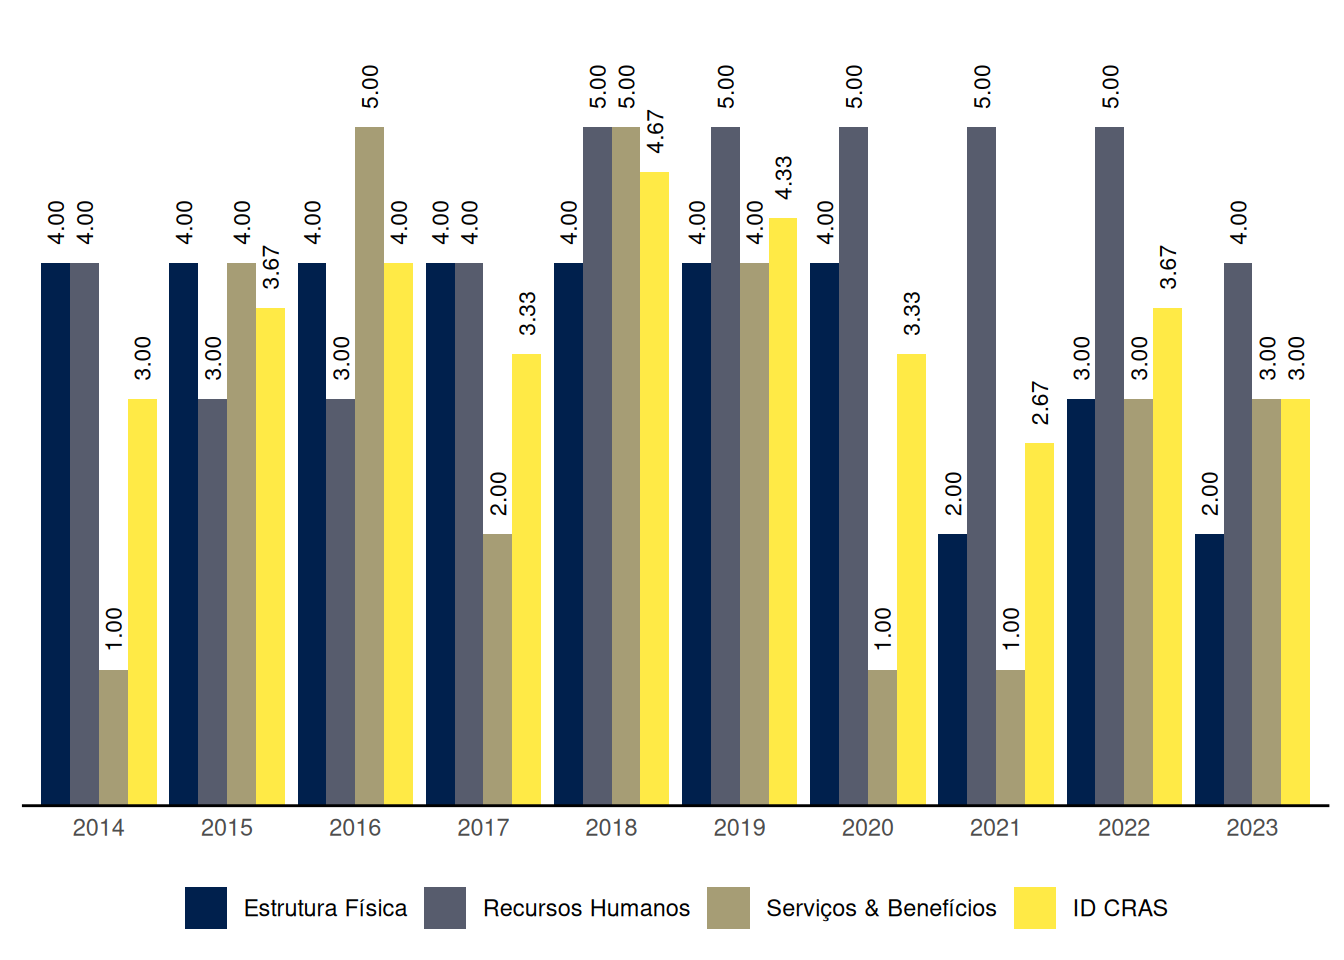 4.00 4.00 1.00 3.00
4.00 3.00 4.00 3.67
4.00 3.00 5.00 4.00
4.00 4.00 2.00 3.33
4.00 5.00 5.00 4.67
4.00 5.00 4.00 4.33
4.00 5.00 1.00 3.33
2.00 5.00 1.00 2.67
3.00 5.00 3.00 3.67
2.00 4.00 3.00 3.00
2014 2015 2016 2017 2018 2019 2020 2021 2022 2023
Estrutura Física Recursos Humanos Serviços & Benefícios ID CRAS